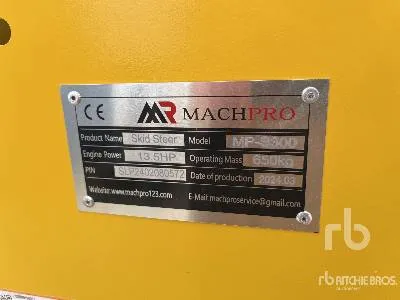 CE MR MACHPRO
Product Name Skid Steer Model MP-S300
Engine Power 13.5HP Operating Mass 650kg
PIN SLP2402080572 Date of production 2024.03
Website:www.machpro123.com E-Mail:machproservice@gmail.com
rb
RITCHIE BROS.